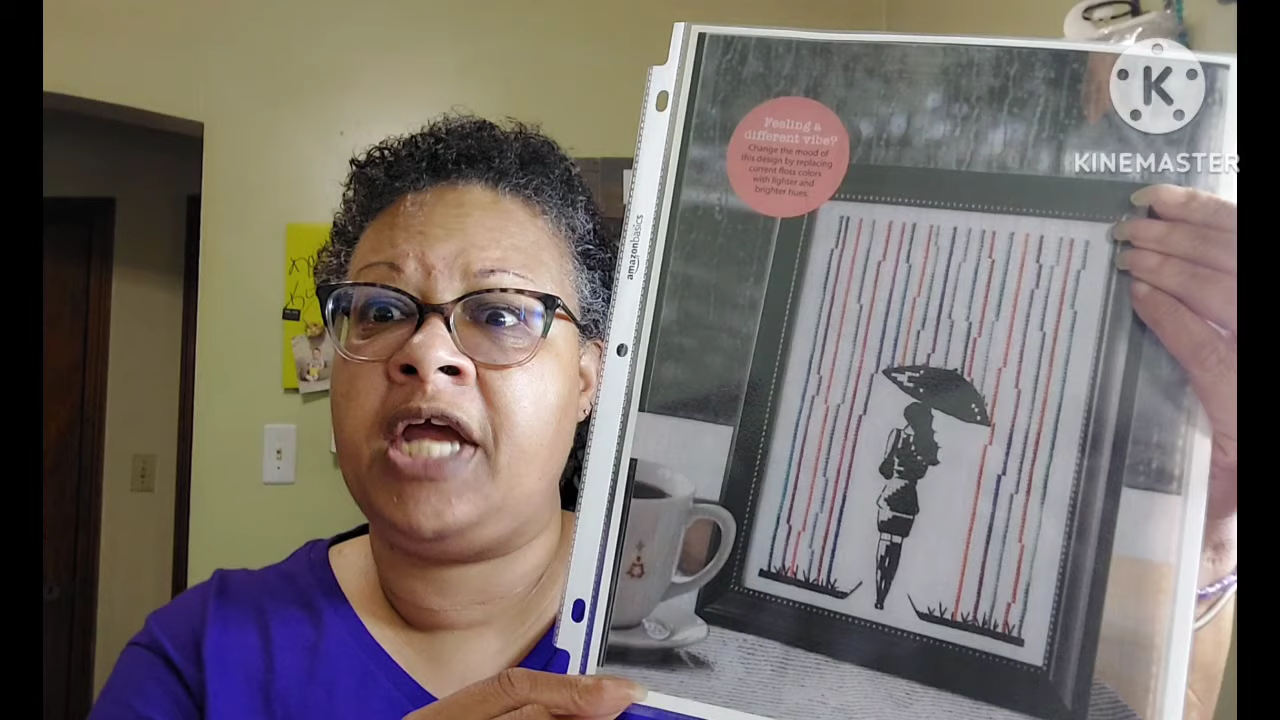 Feeling a
different vibe?
Change the mood of
this design by replacing
current floss colors
with lighter and
brighter hues.
amazonbasics
K
KINEMASTER